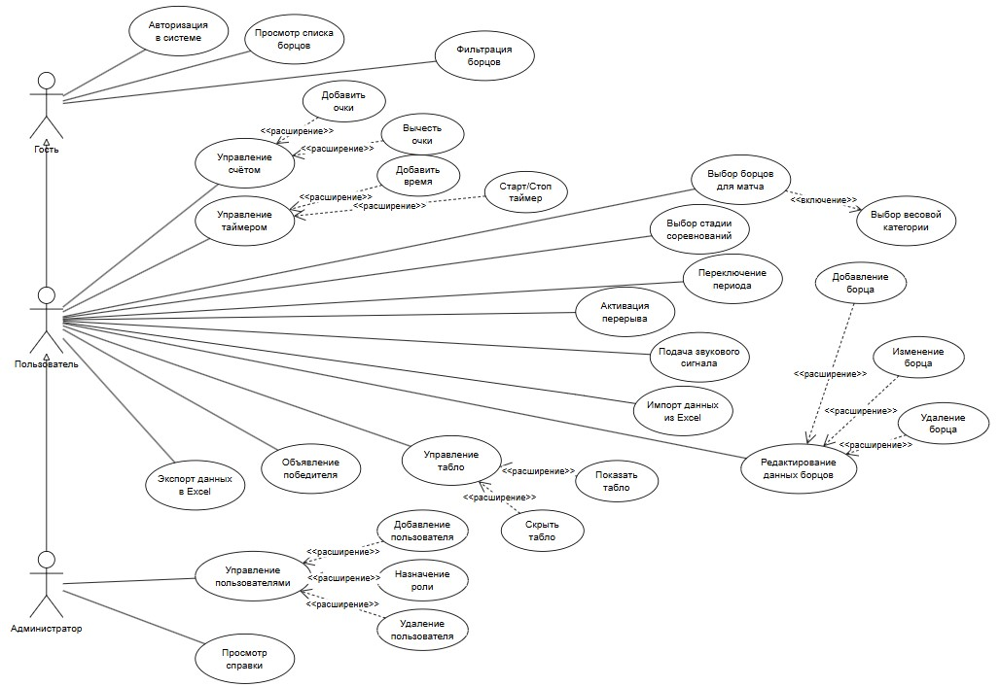 Авторизация
в системе
Просмотр списка
борцов
Фильтрация
борцов
Гость
Добавить
очки
<<расширение>>
Вычесть
очки
<<расширение>>
Управление
счётом
Добавить
время
<<расширение>>
Старт/Стоп
таймер
<<расширение>>
Управление
таймером
Выбор борцов
для матча
<<включение>>
Выбор весовой
категории
Выбор стадии
соревнований
Переключение
периода
Добавление
борца
Активация
перерыва
Пользователь
Подача звукового
сигнала
Изменение
борца
<<расширение>>
Импорт данных
из Excel
<<расширение>>
Удаление
борца
<<расширение>>
Редактирование
данных борцов
Управление
табло
Объявление
победителя
Экспорт данных
в Excel
<<расширение>>
Показать
табло
<<расширение>>
Скрыть
табло
Добавление
пользователя
<<расширение>>
Управление
пользователями
<<расширение>>
Назначение
роли
<<расширение>>
Удаление
пользователя
Администратор
Просмотр
справки